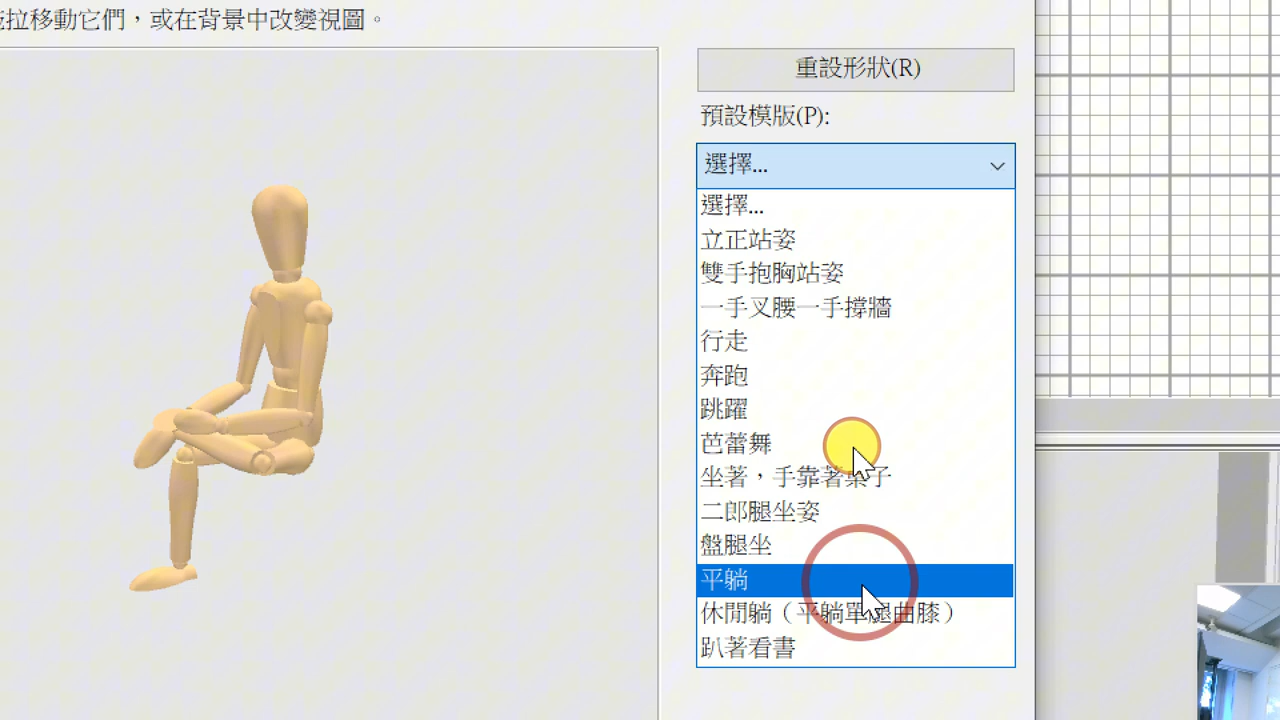 拉移動它們，或在背景中改變視圖。
重設形狀(R)
預設模版(P):
選擇...
選擇...
立正站姿
雙手抱胸站姿
一手叉腰一手撐牆
行走
奔跑
跳躍
芭蕾舞
坐著，手靠著桌子
二郎腿坐姿
盤腿坐
平躺
休閒躺（平躺單腿曲膝）
趴著看書